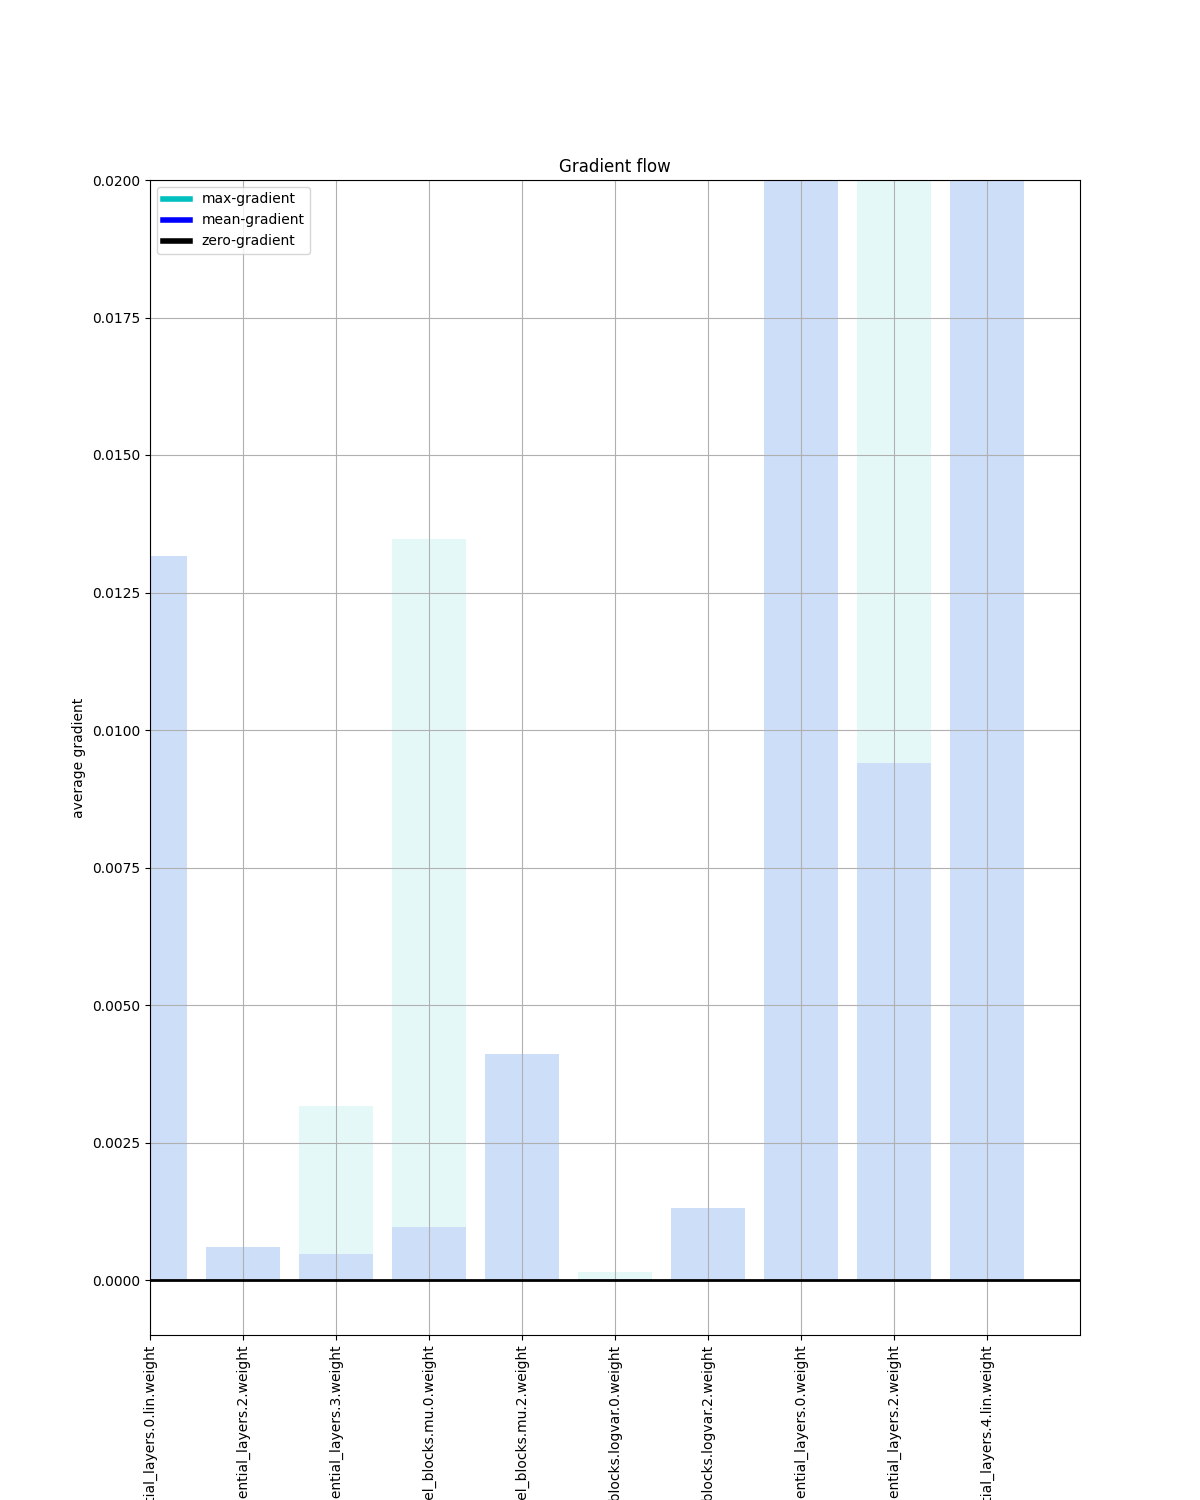 Gradient flow
max-gradient
mean-gradient
zero-gradient
0.0200
0.0175
0.0150
0.0125
0.0100
0.0075
0.0050
0.0025
0.0000
average gradient
tial_layers.0.lin.weight
ential_layers.2.weight
ential_layers.3.weight
el_blocks.mu.0.weight
el_blocks.mu.2.weight
blocks.logvar.0.weight
blocks.logvar.2.weight
ential_layers.0.weight
ential_layers.2.weight
tial_layers.4.lin.weight